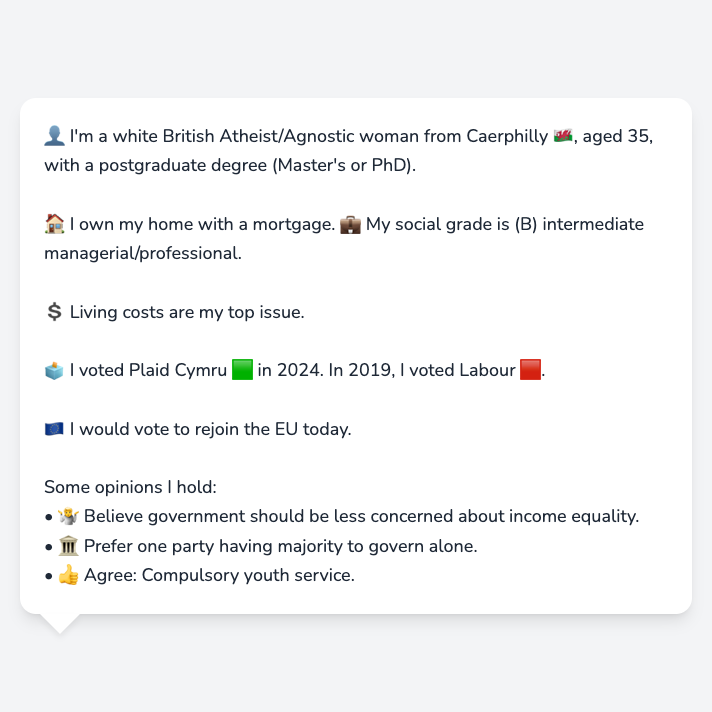 👤 I'm a white British Atheist/Agnostic woman from Caerphilly 🏴󠁧󠁢󠁷󠁬󠁳󠁿, aged 35,
with a postgraduate degree (Master's or PhD).
🏠 I own my home with a mortgage. 💼 My social grade is (B) intermediate
managerial/professional.
💲 Living costs are my top issue.
🗳️ I voted Plaid Cymru 🟩 in 2024. In 2019, I voted Labour 🟥.
🇪🇺 I would vote to rejoin the EU today.
Some opinions I hold:
• 🤷 Believe government should be less concerned about income equality.
• 🏛️ Prefer one party having majority to govern alone.
• 👍 Agree: Compulsory youth service.